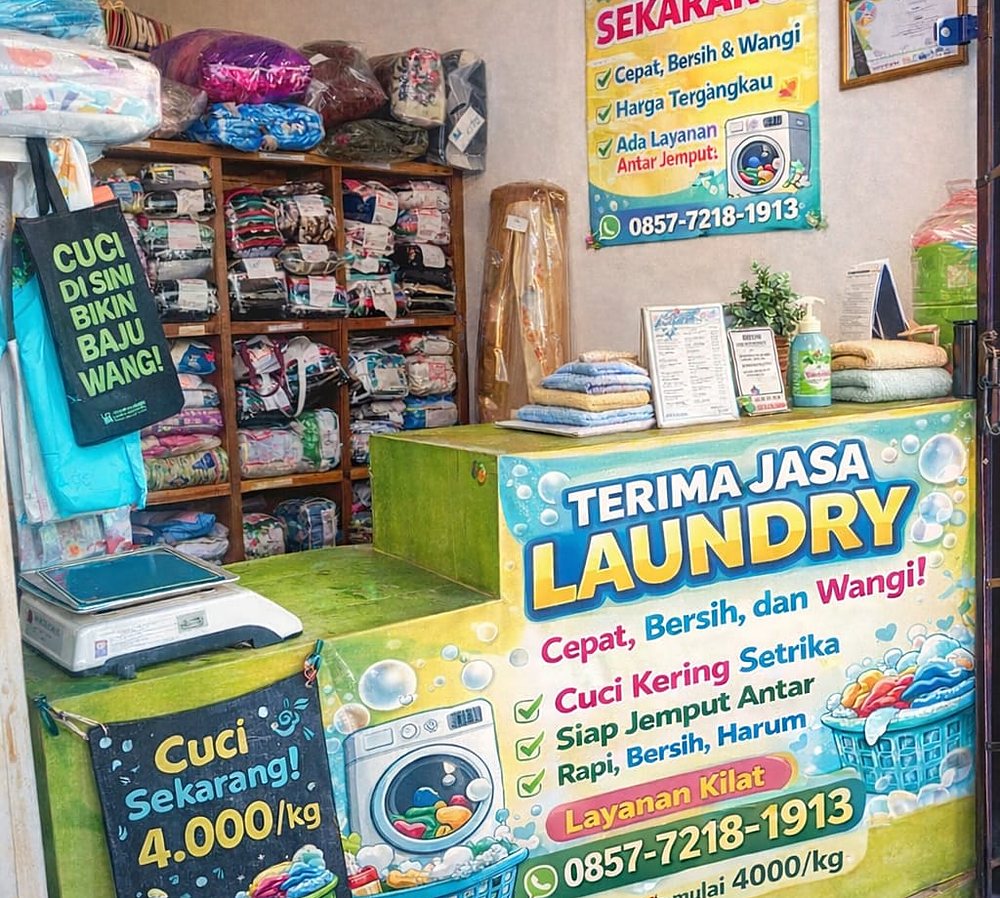 SEKARANG
Cepat, Bersih & Wangi
Harga Tergangkau
Ada Layanan
Antar Jemput!
0857-7218-1913
CUCI
DI SINI
BIKIN
BAJU
WANG!
TERIMA JASA
LAUNDRY
Cepat, Bersih, dan Wangi!
Cuci Kering Setrika
Siap Jemput Antar
Rapi, Bersih, Harum
Layanan Kilat
0857-7218-1913
mulai 4000/kg
Cuci
Sekarang!
4.000/kg